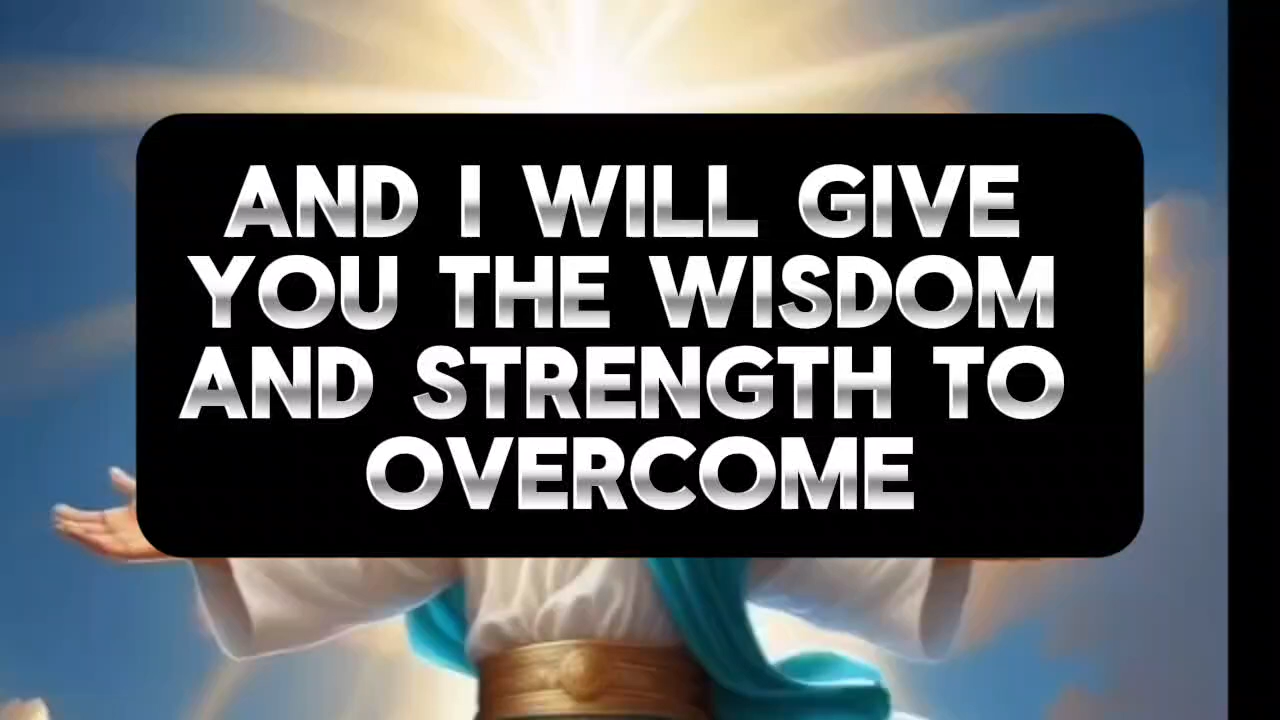 AND I WILL GIVE
YOU THE WISDOM
AND STRENGTH TO
OVERCOME